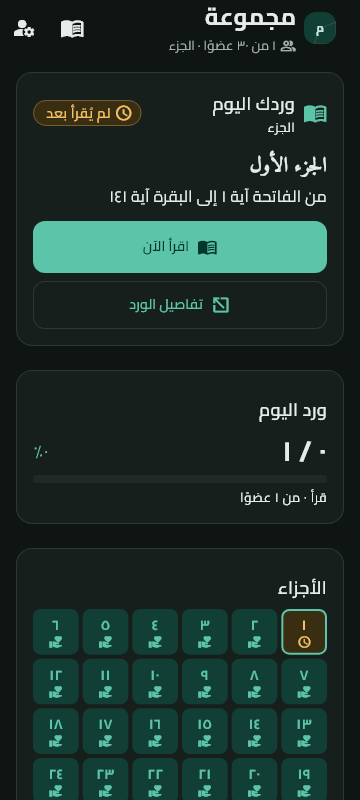 مجموعة
م
١ من ٣٠ عضوًا · الجزء
وردك اليوم
الجزء
لم يُقرأ بعد
الجزء الأول
من الفاتحة آية ١ إلى البقرة آية ١٤١
اقرأ الآن
تفاصيل الورد
ورد اليوم
٠ / ١
٠٪
قرأ ٠ من ١ عضوًا
الأجزاء
١ ٢ ٣ ٤ ٥ ٦
٧ ٨ ٩ ١٠ ١١ ١٢
١٣ ١٤ ١٥ ١٦ ١٧ ١٨
١٩ ٢٠ ٢١ ٢٢ ٢٣ ٢٤